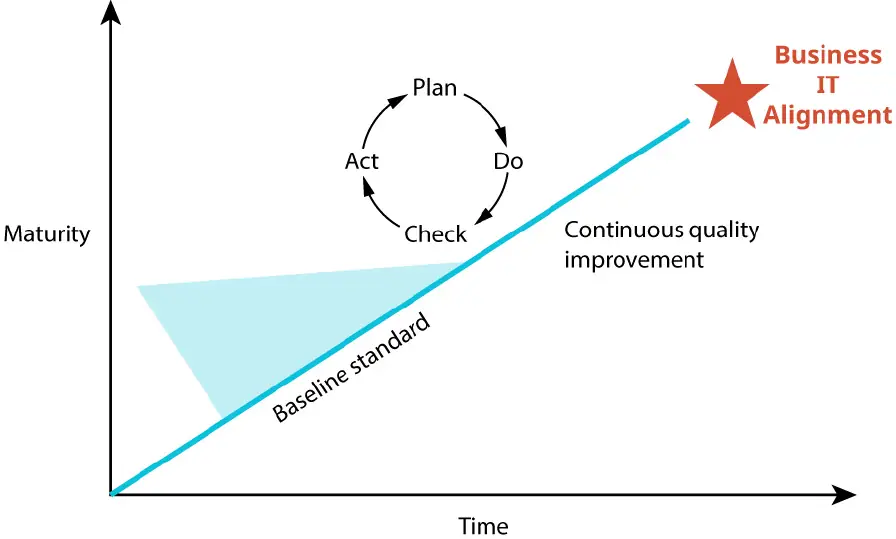 Business
IT
Alignment
Plan
Act
Do
Check
Maturity
Continuous quality
improvement
Baseline standard
Time